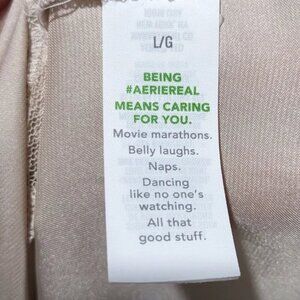 L/G
BEING
#AERIEREAL
MEANS CARING
FOR YOU.
Movie marathons.
Belly laughs.
Naps.
Dancing
like no one's
watching.
All that
good stuff.